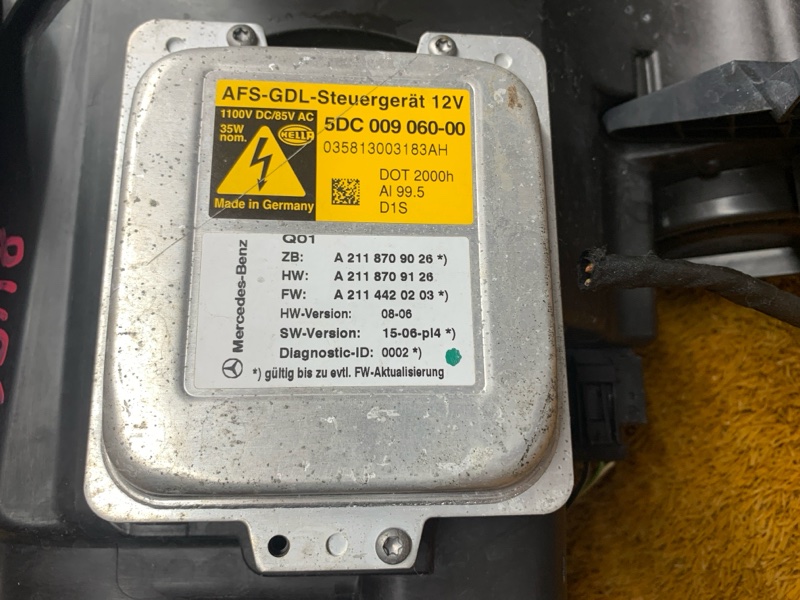 AFS-GDL-Steuergerät 12V
1100V DC/85V AC
35W
nom.
HELLA
5DC 009 060-00
035813003183AH
DOT 2000h
Al 99.5
D1S
Made in Germany
Mercedes-Benz
Q01
ZB: A 211 870 90 26 *)
HW: A 211 870 91 26
FW: A 211 442 02 03 *)
HW-Version: 08-06
SW-Version: 15-06-pl4 *)
Diagnostic-ID: 0002 *)
*) gültig bis zu evtl. FW-Aktualisierung